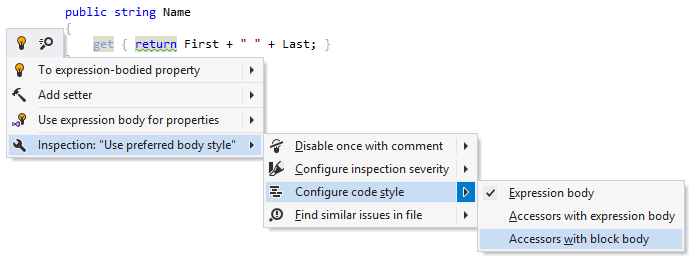 public string Name
{
get { return First + " " + Last; }
To expression-bodied property
Add setter
Use expression body for properties
Inspection: "Use preferred body style"
Disable once with comment
Configure inspection severity
Configure code style
Find similar issues in file
Expression body
Accessors with expression body
Accessors with block body